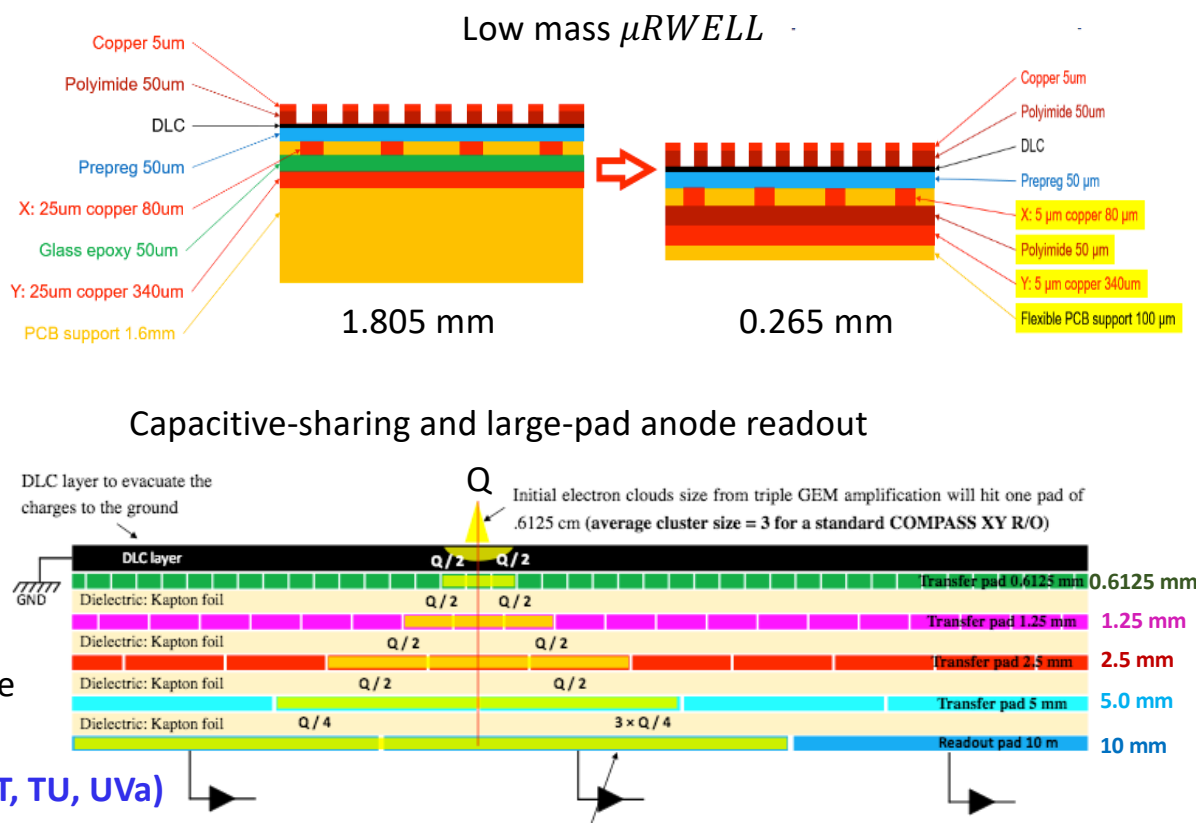 Low mass μRWELL
Copper 5um
Polyimide 50um
DLC
Prepreg 50um
X: 25um copper 80um
Glass epoxy 50um
Y: 25um copper 340um
PCB support 1.6mm
1.805 mm
Copper 5um
Polyimide 50um
DLC
Prepreg 50 µm
X: 5 µm copper 80 µm
Polyimide 50 µm
Y: 5 µm copper 340um
Flexible PCB support 100 µm
0.265 mm
Capacitive-sharing and large-pad anode readout
DLC layer to evacuate the
charges to the ground
Q
Initial electron clouds size from triple GEM amplification will hit one pad of
.6125 cm (average cluster size = 3 for a standard COMPASS XY R/O)
DLC layer
Q / 2 Q / 2
GND
Transfer pad 0.6125 mm 0.6125 mm
Dielectric: Kapton foil Q / 2 Q / 2
Transfer pad 1.25 mm 1.25 mm
Dielectric: Kapton foil Q / 2 Q / 2
Transfer pad 2.5 mm 2.5 mm
e
Dielectric: Kapton foil Q / 2 Q / 2
Transfer pad 5 mm 5.0 mm
Dielectric: Kapton foil Q / 4 3 × Q / 4
Readout pad 10 m 10 mm
T, TU, UVa)